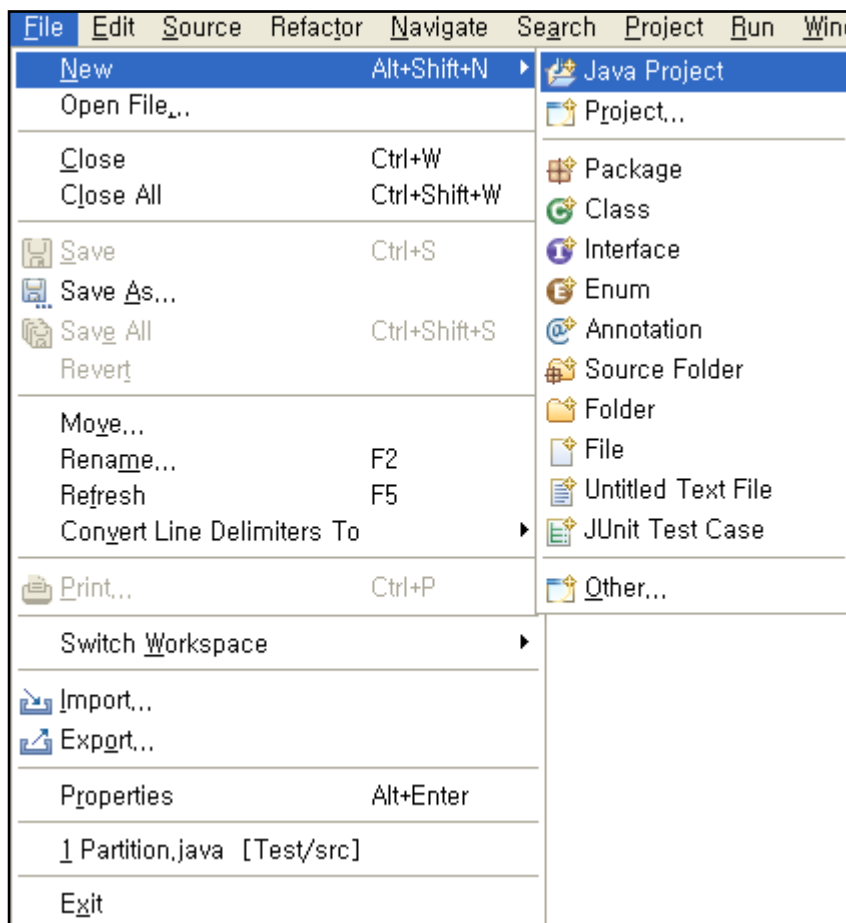 File Edit Source Refactor Navigate Search Project Run Wind
New Alt+Shift+N
Open File...
Close Ctrl+W
Close All Ctrl+Shift+W
Save Ctrl+S
Save As...
Save All Ctrl+Shift+S
Revert
Move...
Rename... F2
Refresh F5
Convert Line Delimiters To
Print... Ctrl+P
Switch Workspace
Import...
Export...
Properties Alt+Enter
1 Partition.java [Test/src]
Exit
Java Project
Project...
Package
Class
Interface
Enum
Annotation
Source Folder
Folder
File
Untitled Text File
JUnit Test Case
Other...